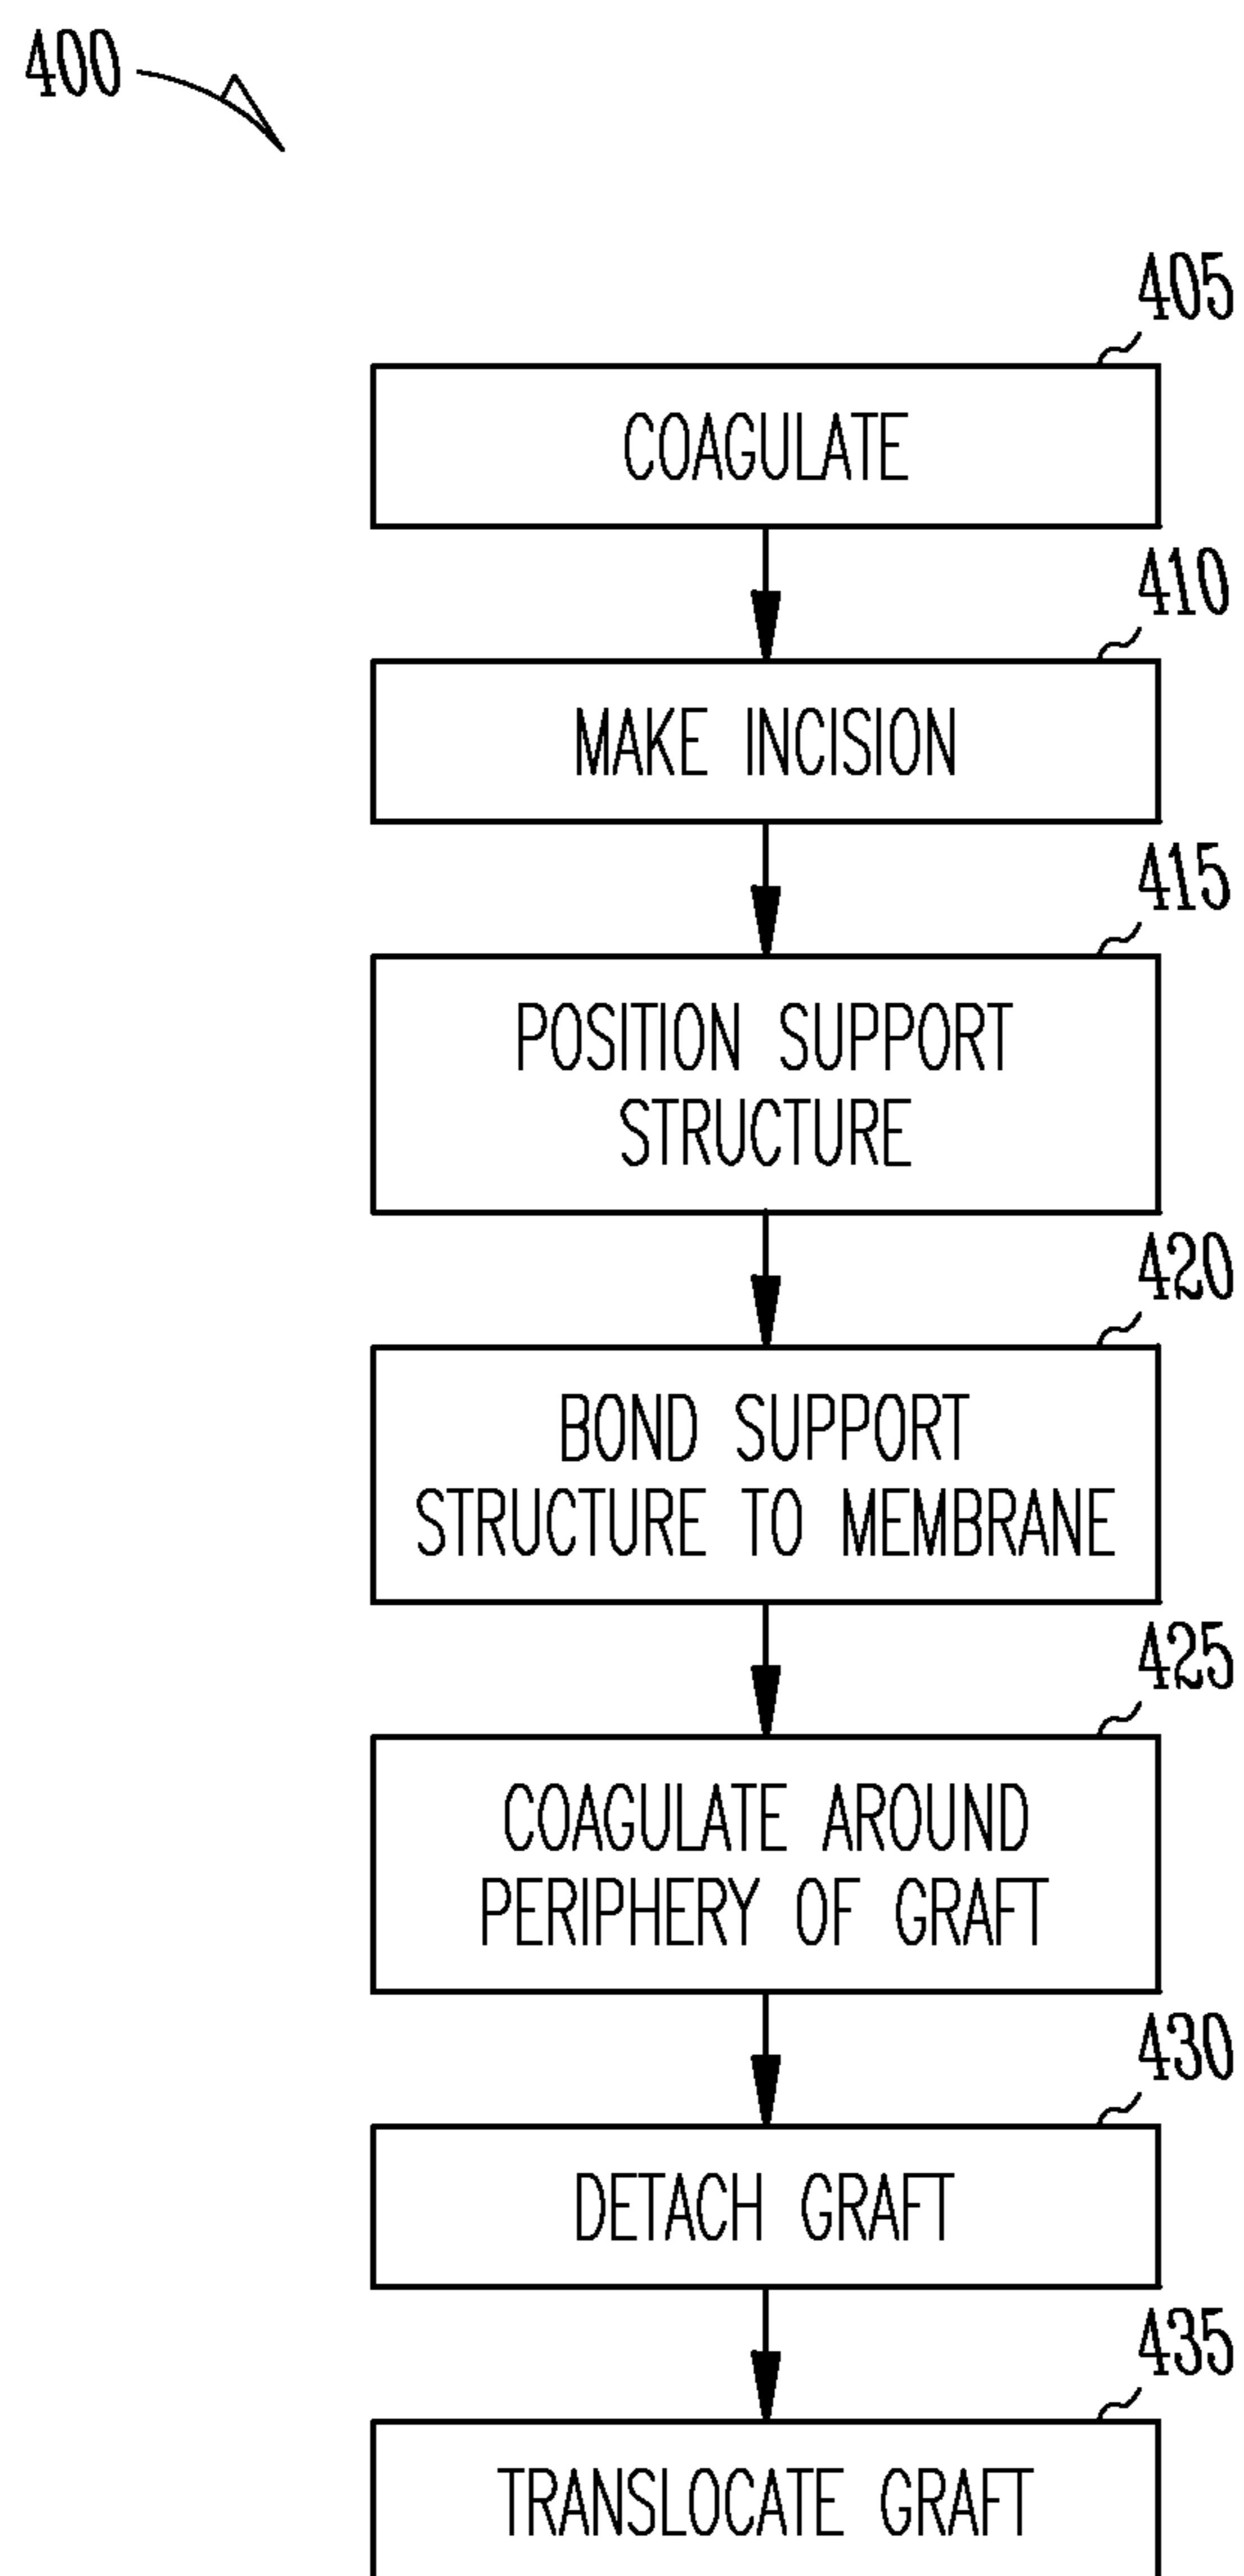 400
405
COAGULATE
410
MAKE INCISION
415
POSITION SUPPORT
STRUCTURE
420
BOND SUPPORT
STRUCTURE TO MEMBRANE
425
COAGULATE AROUND
PERIPHERY OF GRAFT
430
DETACH GRAFT
435
TRANSLOCATE GRAFT